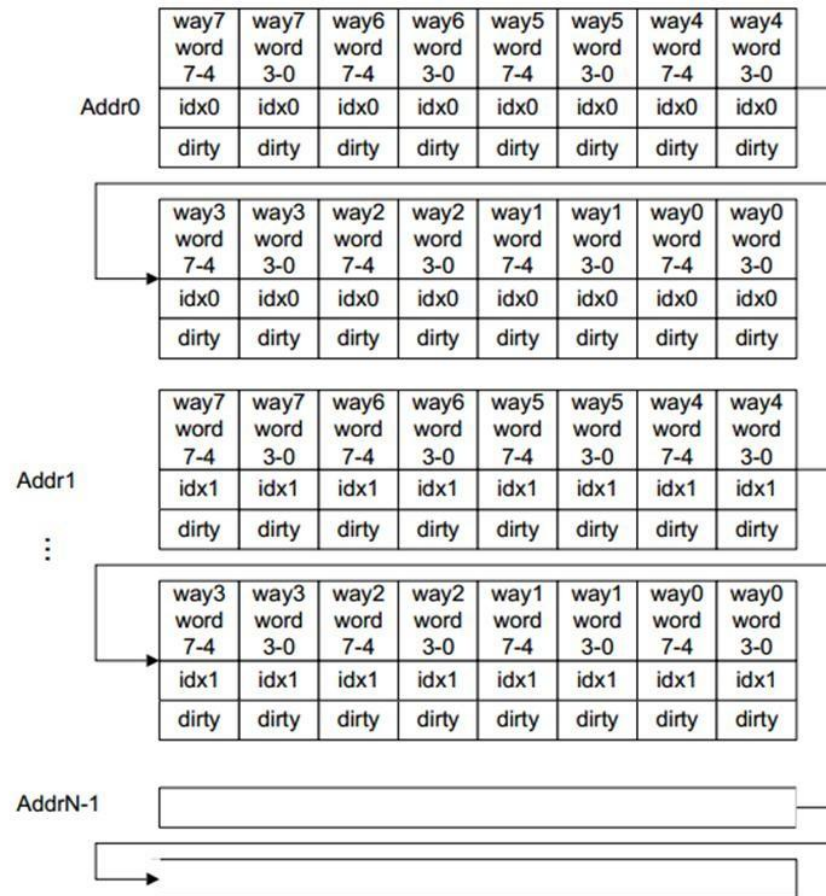 way7 way7 way6 way6 way5 way5 way4 way4
word word word word word word word word
7-4 3-0 7-4 3-0 7-4 3-0 7-4 3-0
Addr0 idx0 idx0 idx0 idx0 idx0 idx0 idx0 idx0
dirty dirty dirty dirty dirty dirty dirty dirty
way3 way3 way2 way2 way1 way1 way0 way0
word word word word word word word word
7-4 3-0 7-4 3-0 7-4 3-0 7-4 3-0
idx0 idx0 idx0 idx0 idx0 idx0 idx0 idx0
dirty dirty dirty dirty dirty dirty dirty dirty
way7 way7 way6 way6 way5 way5 way4 way4
word word word word word word word word
7-4 3-0 7-4 3-0 7-4 3-0 7-4 3-0
Addr1 idx1 idx1 idx1 idx1 idx1 idx1 idx1 idx1
dirty dirty dirty dirty dirty dirty dirty dirty
⋮
way3 way3 way2 way2 way1 way1 way0 way0
word word word word word word word word
7-4 3-0 7-4 3-0 7-4 3-0 7-4 3-0
idx1 idx1 idx1 idx1 idx1 idx1 idx1 idx1
dirty dirty dirty dirty dirty dirty dirty dirty
AddrN-1